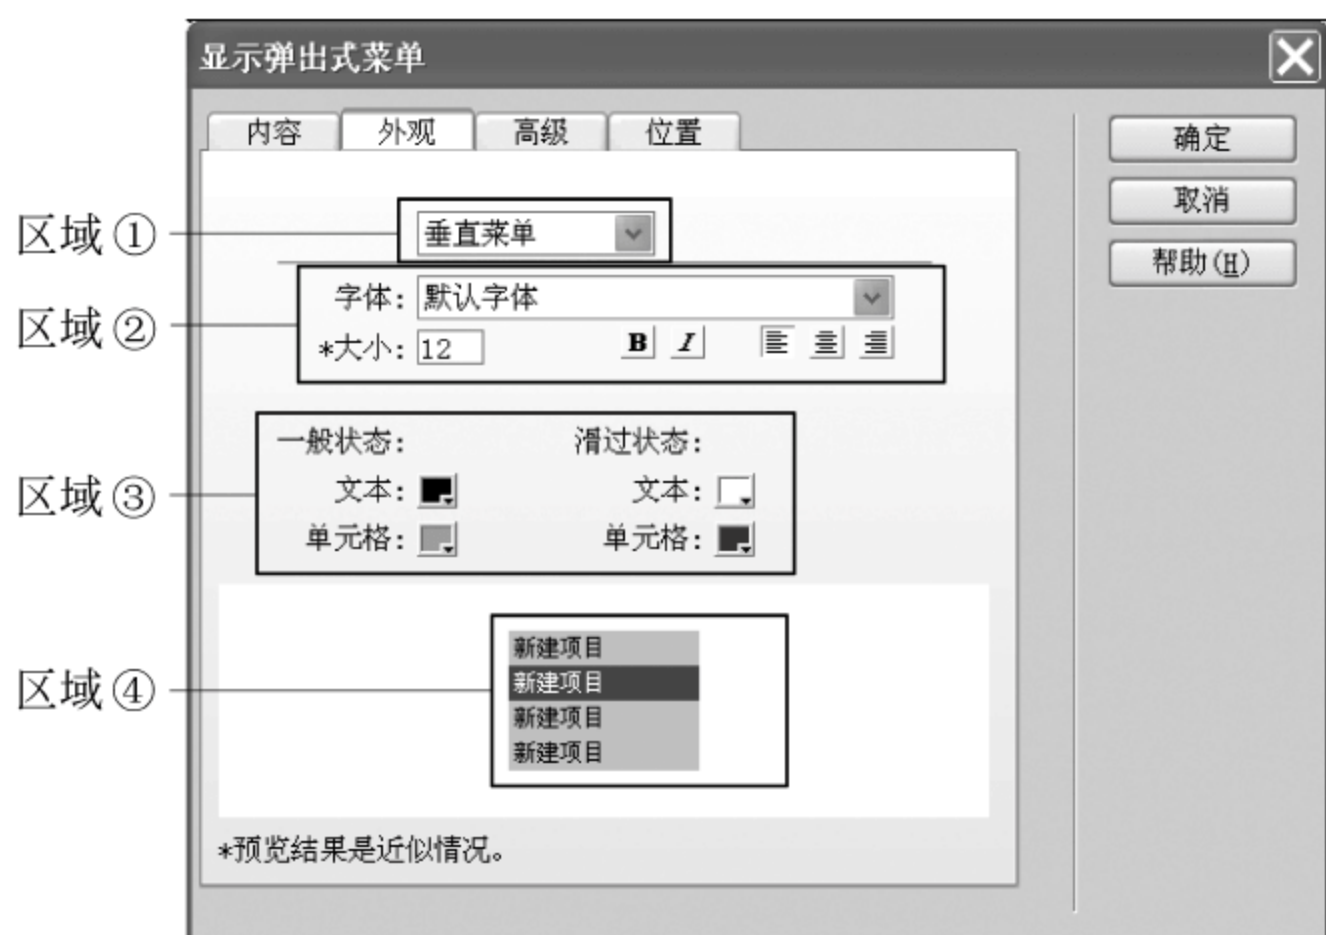 显示弹出式菜单
内容 外观 高级 位置
确定
取消
帮助(H)
区域① 垂直菜单
区域② 字体: 默认字体
*大小: 12 B I
区域③ 一般状态: 滑过状态:
文本: 文本:
单元格: 单元格:
区域④ 新建项目
新建项目
新建项目
新建项目
*预览结果是近似情况。